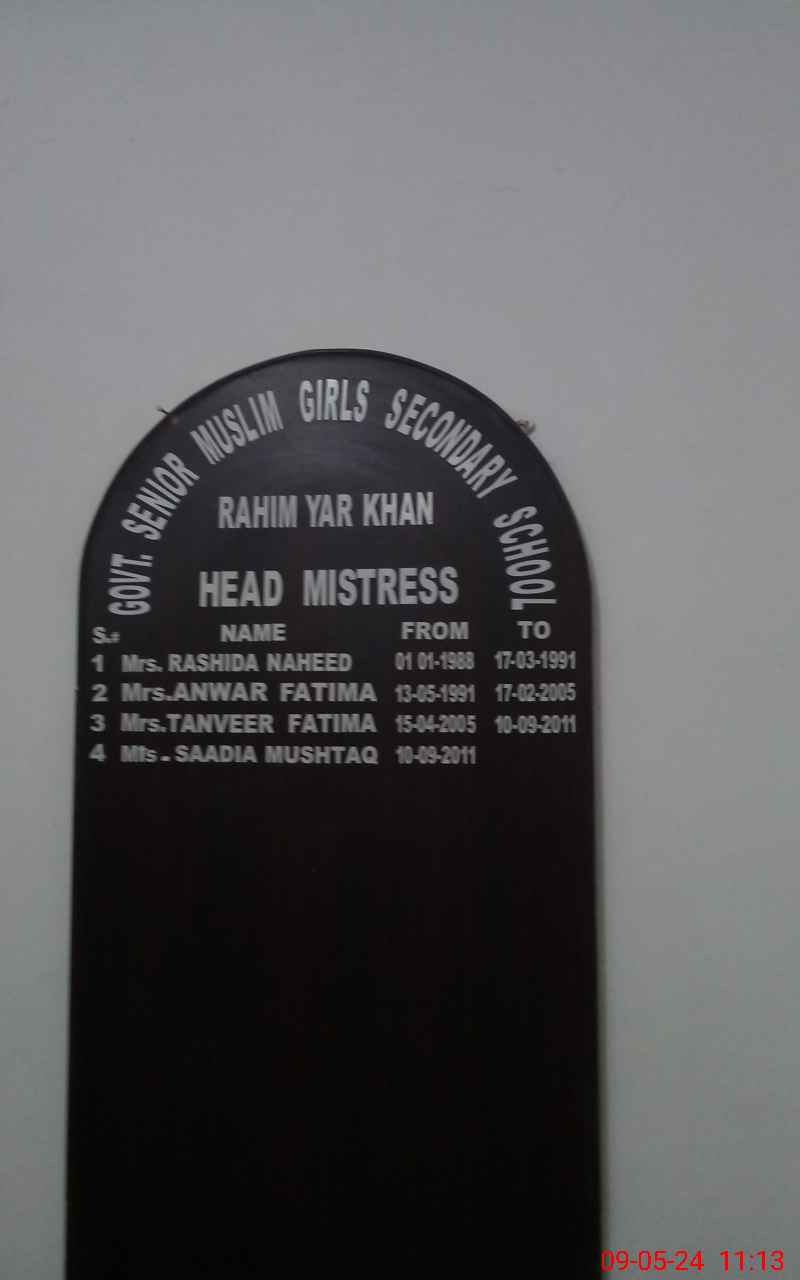 GOVT. SENIOR MUSLIM GIRLS SECONDARY SCHOOL
RAHIM YAR KHAN
HEAD MISTRESS
S.# NAME FROM TO
1 Mrs. RASHIDA NAHEED 01 01-1988 17-03-1991
2 Mrs.ANWAR FATIMA 13-05-1991 17-02-2005
3 Mrs.TANVEER FATIMA 15-04-2005 10-09-2011
4 Mis - SAADIA MUSHTAQ 10-09-2011
09-05-24 11:13